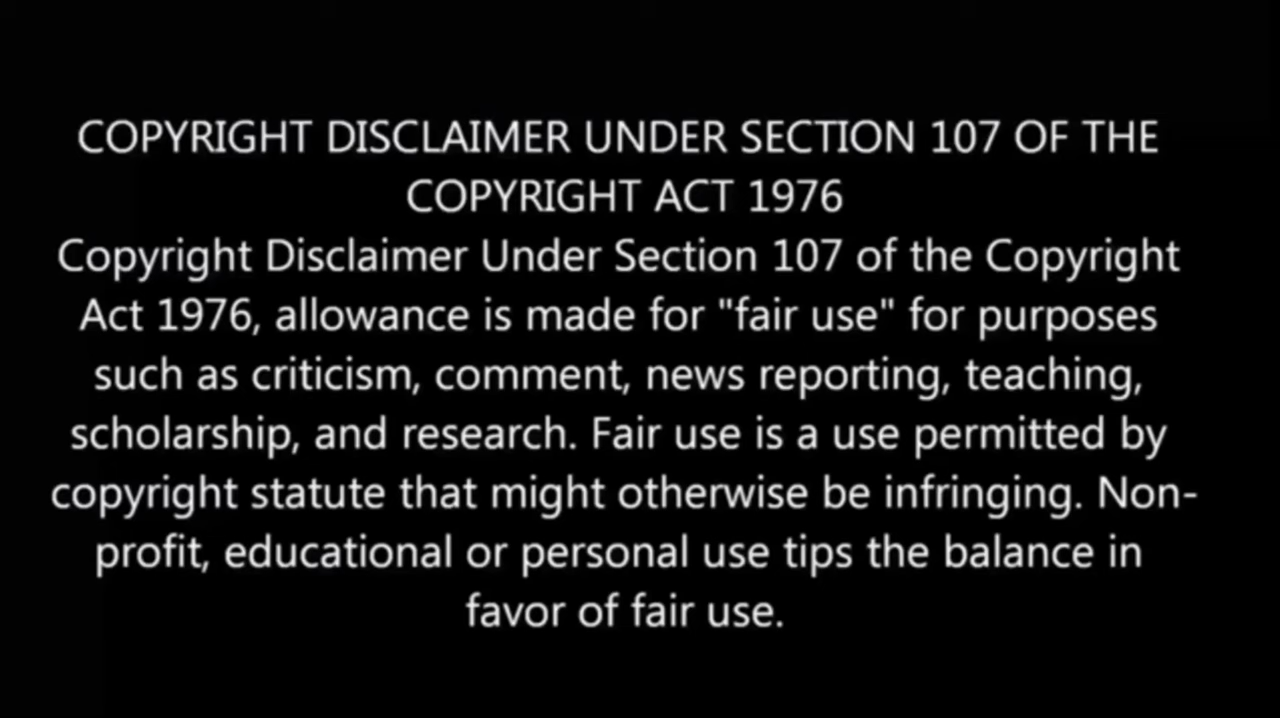 COPYRIGHT DISCLAIMER UNDER SECTION 107 OF THE
COPYRIGHT ACT 1976
Copyright Disclaimer Under Section 107 of the Copyright
Act 1976, allowance is made for "fair use" for purposes
such as criticism, comment, news reporting, teaching,
scholarship, and research. Fair use is a use permitted by
copyright statute that might otherwise be infringing. Non-
profit, educational or personal use tips the balance in
favor of fair use.